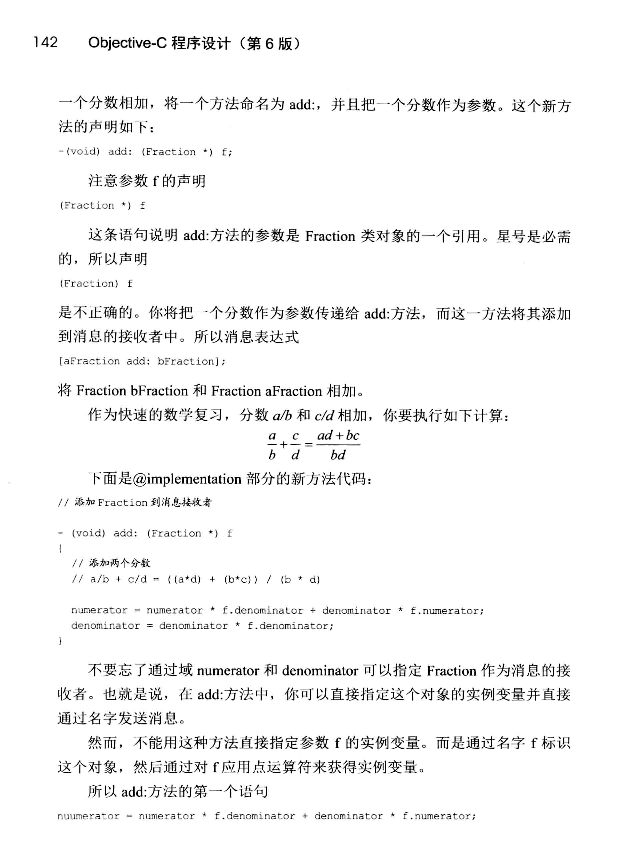 142 Objective-C 程序设计（第 6 版）
一个分数相加，将一个方法命名为 add:，并且把一个分数作为参数。这个新方
法的声明如下：
-(void) add: (Fraction *) f;
注意参数 f 的声明
(Fraction *) f
这条语句说明 add:方法的参数是 Fraction 类对象的一个引用。星号是必需
的，所以声明
(Fraction) f
是不正确的。你将把一个分数作为参数传递给 add:方法，而这一方法将其添加
到消息的接收者中。所以消息表达式
[aFraction add: bFraction];
将 Fraction bFraction 和 Fraction aFraction 相加。
作为快速的数学复习，分数 a/b 和 c/d 相加，你要执行如下计算：
a/b + c/d = (ad + bc)/bd
下面是@implementation 部分的新方法代码：
// 添加 Fraction 到消息接收者
- (void) add: (Fraction *) f
{
// 添加两个分数
// a/b + c/d = ((a*d) + (b*c)) / (b * d)
numerator = numerator * f.denominator + denominator * f.numerator;
denominator = denominator * f.denominator;
}
不要忘了通过域 numerator 和 denominator 可以指定 Fraction 作为消息的接
收者。也就是说，在 add:方法中，你可以直接指定这个对象的实例变量并直接
通过名字发送消息。
然而，不能用这种方法直接指定参数 f 的实例变量。而是通过名字 f 标识
这个对象，然后通过对 f 应用点运算符来获得实例变量。
所以 add:方法的第一个语句
nuumerator = numerator * f.denominator + denominator * f.numerator;